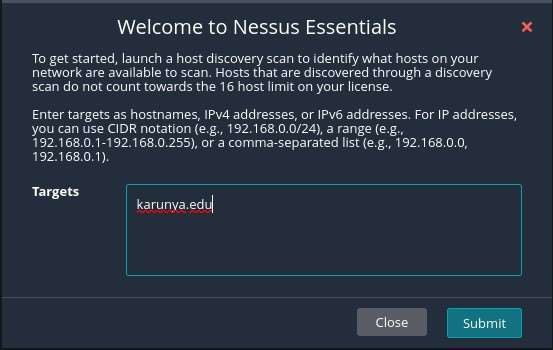 Welcome to Nessus Essentials
To get started, launch a host discovery scan to identify what hosts on your
network are available to scan. Hosts that are discovered through a discovery
scan do not count towards the 16 host limit on your license.
Enter targets as hostnames, IPv4 addresses, or IPv6 addresses. For IP addresses,
you can use CIDR notation (e.g., 192.168.0.0/24), a range (e.g.,
192.168.0.1-192.168.0.255), or a comma-separated list (e.g., 192.168.0.0,
192.168.0.1).
Targets
karunya.edu
Close
Submit